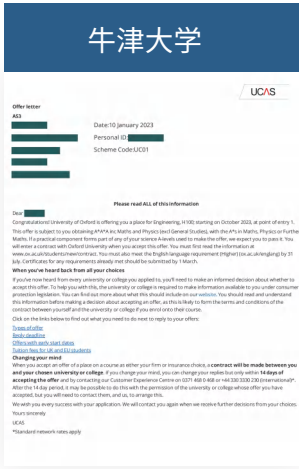 牛津大学
UCAS
Offer letter
AS3
Date:10 January 2023
Personal ID:
Scheme Code:UC01
Please read ALL of this information
Dear
Congratulations! University of Oxford is offering you a place for Engineering, H100; starting on October 2023, at point of entry 1.
This offer is subject to you obtaining A*A*A inc Maths and Physics (excl General Studies), with the A*s in Maths, Physics or Further
Maths. If a practical component forms part of any of your science A-levels used to make the offer, we expect you to pass it. You
will enter a contract with Oxford University when you accept this offer. You must first read the information at
www.ox.ac.uk/students/new/contract. You must also meet the English language requirement (Higher) (ox.ac.uk/englang) by 31
July. Certificates for any requirements already met should be submitted by 1 March.
When you've heard back from all your choices
If you've now heard from every university or college you applied to, you'll need to make an informed decision about whether to
accept this offer. To help you with this, the university or college is required to make information available to you under consumer
protection legislation. You can find out more about what this should include on our website. You should read and understand
this information before making a decision about accepting an offer, as this is likely to form the terms and conditions of the
contract between yourself and the university or college if you enrol onto their course.
Click on the links below to find out what you need to do next to reply to your offers:
Types of offer
Reply deadline
Offers with early start dates
Tuition fees for UK and EU students
Changing your mind
When you accept an offer of a place on a course as either your firm or insurance choice, a contract will be made between you
and your chosen university or college. If you change your mind, you can change your replies but only within 14 days of
accepting the offer and by contacting our Customer Experience Centre on 0371 468 0 468 or +44 330 3330 230 (international)*.
After the 14-day period, it may be possible to do this with the permission of the university or college whose offer you have
accepted, but you will need to contact them, and us, to arrange this.
We wish you every success with your application. We will contact you again when we receive further decisions from your choices.
Yours sincerely
UCAS
*Standard network rates apply